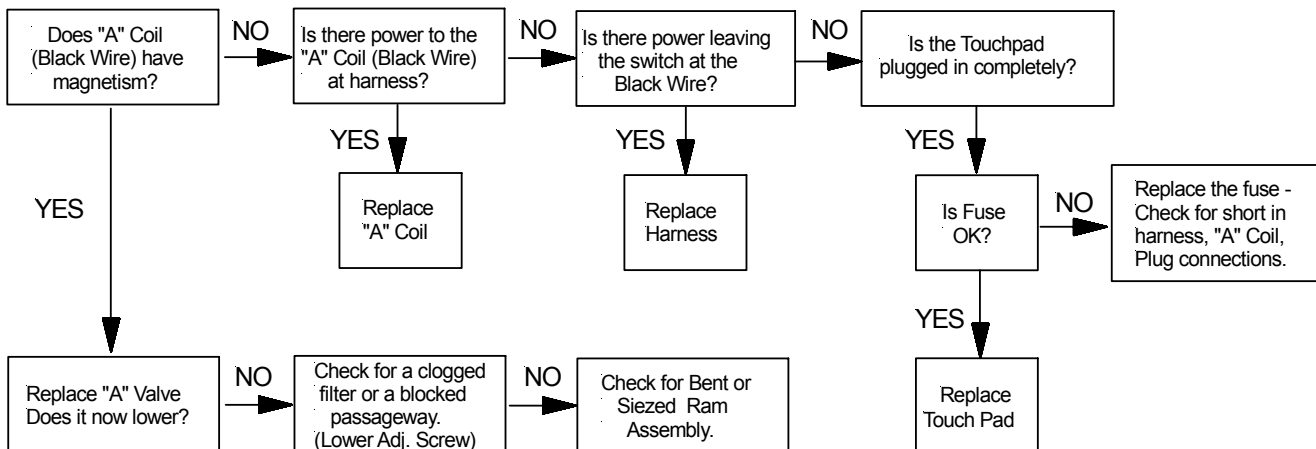 Does "A" Coil
(Black Wire) have
magnetism?
NO
Is there power to the
"A" Coil (Black Wire)
at harness?
NO
Is there power leaving
the switch at the
Black Wire?
NO
Is the Touchpad
plugged in completely?
YES
YES
YES
YES
Replace
"A" Coil
Replace
Harness
Is Fuse
OK?
NO
Replace the fuse -
Check for short in
harness, "A" Coil,
Plug connections.
YES
Replace "A" Valve
Does it now lower?
NO
Check for a clogged
filter or a blocked
passageway.
(Lower Adj. Screw)
NO
Check for Bent or
Siezed Ram
Assembly.
Replace
Touch Pad